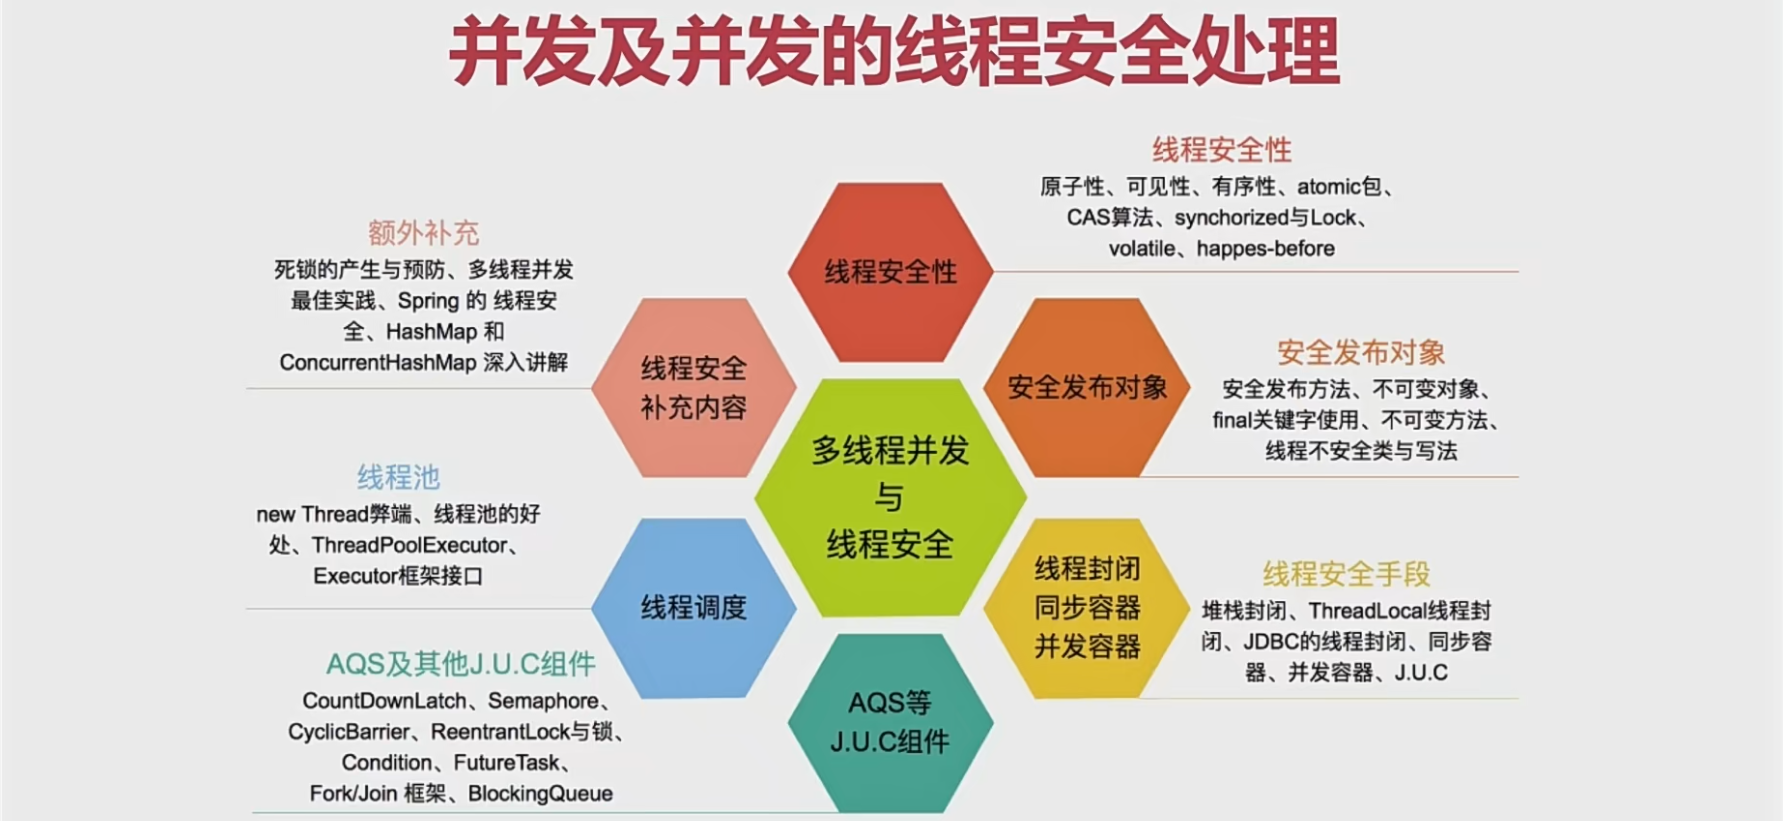 并发及并发的线程安全处理
线程安全性
原子性、可见性、有序性、atomic包、
CAS算法、synchorized与Lock、
volatile、happes-before
线程安全性
额外补充
死锁的产生与预防、多线程并发
最佳实践、Spring 的 线程安
全、HashMap 和
ConcurrentHashMap 深入讲解
线程安全
补充内容
安全发布对象
安全发布对象
安全发布方法、不可变对象、
final关键字使用、不可变方法、
线程不安全类与写法
多线程并发
与
线程安全
线程池
new Thread弊端、线程池的好
处、ThreadPoolExecutor、
Executor框架接口
线程调度
线程封闭
同步容器
并发容器
线程安全手段
堆栈封闭、ThreadLocal线程封
闭、JDBC的线程封闭、同步容
器、并发容器、J.U.C
AQS及其他J.U.C组件
CountDownLatch、Semaphore、
CyclicBarrier、ReentrantLock与锁、
Condition、FutureTask、
Fork/Join 框架、BlockingQueue
AQS等
J.U.C组件